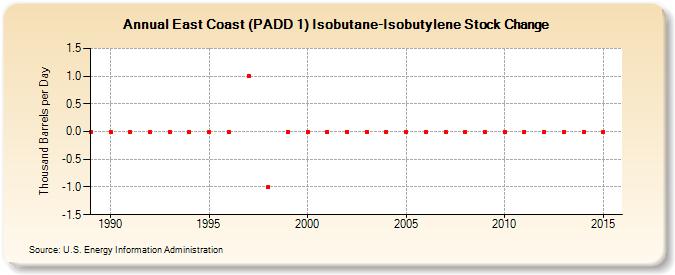 Annual East Coast (PADD 1) Isobutane-Isobutylene Stock Change
Thousand Barrels per Day
1.5
1.0
0.5
0.0
-0.5
-1.0
-1.5
1990 1995 2000 2005 2010 2015
Source: U.S. Energy Information Administration